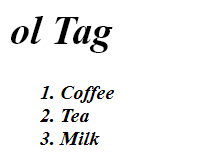 ol Tag
1. Coffee
2. Tea
3. Milk